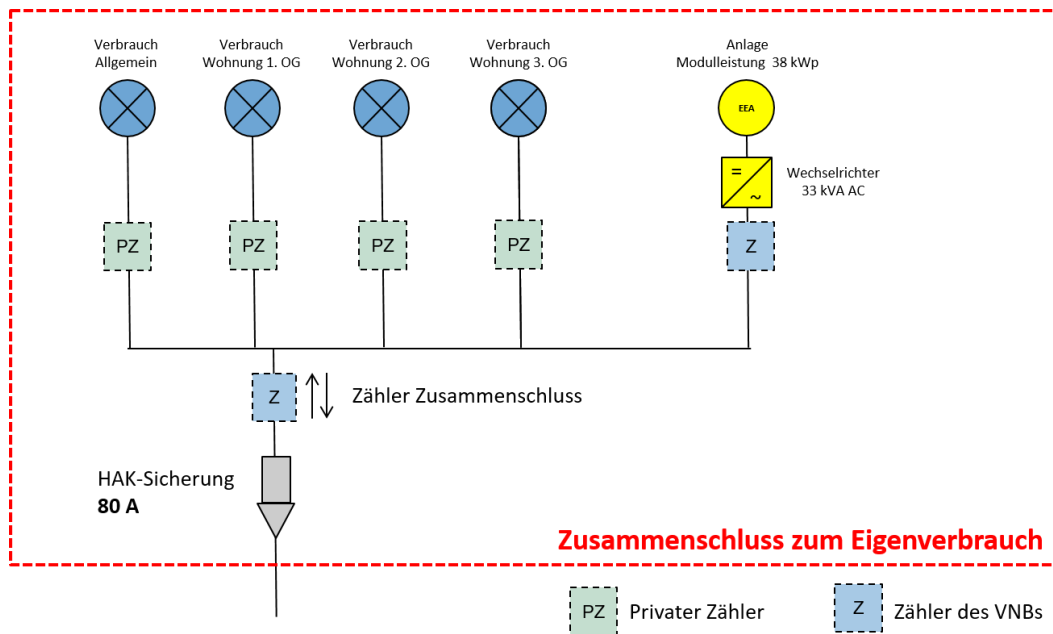 Verbrauch
Allgemein
Verbrauch
Wohnung 1. OG
Verbrauch
Wohnung 2. OG
Verbrauch
Wohnung 3. OG
Anlage
Modulleistung 38 kWp
EEA
=
~
Wechselrichter
33 kVA AC
PZ
PZ
PZ
PZ
Z
Z
Zähler Zusammenschluss
HAK-Sicherung
80 A
Zusammenschluss zum Eigenverbrauch
PZ
Privater Zähler
Z
Zähler des VNBs